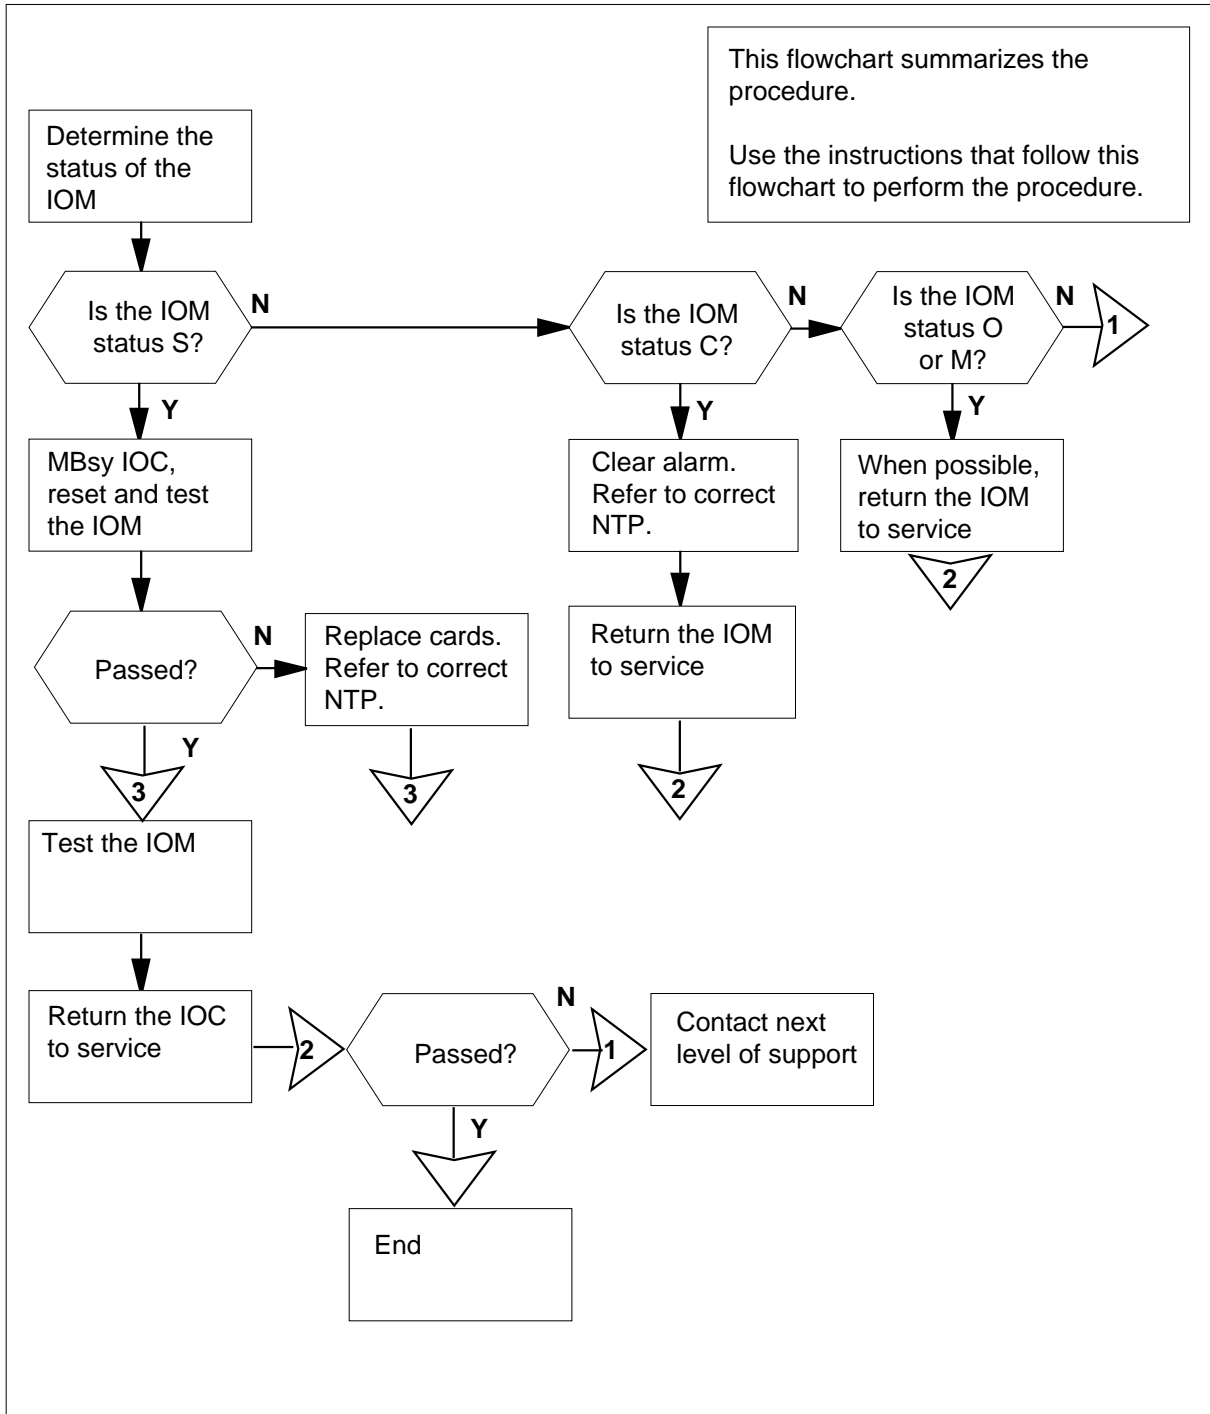 This flowchart summarizes the
procedure.
Use the instructions that follow this
flowchart to perform the procedure.
Determine the
status of the
IOM
Is the IOM
status S?
N
Y
Is the IOM
status C?
N
Y
Is the IOM
status O
or M?
N
1
Y
MBsy IOC,
reset and test
the IOM
Clear alarm.
Refer to correct
NTP.
When possible,
return the IOM
to service
2
Passed?
N
Y
Replace cards.
Refer to correct
NTP.
Return the IOM
to service
3
3
2
Test the IOM
Return the IOC
to service
2
Passed?
N
1
Y
Contact next
level of support
End